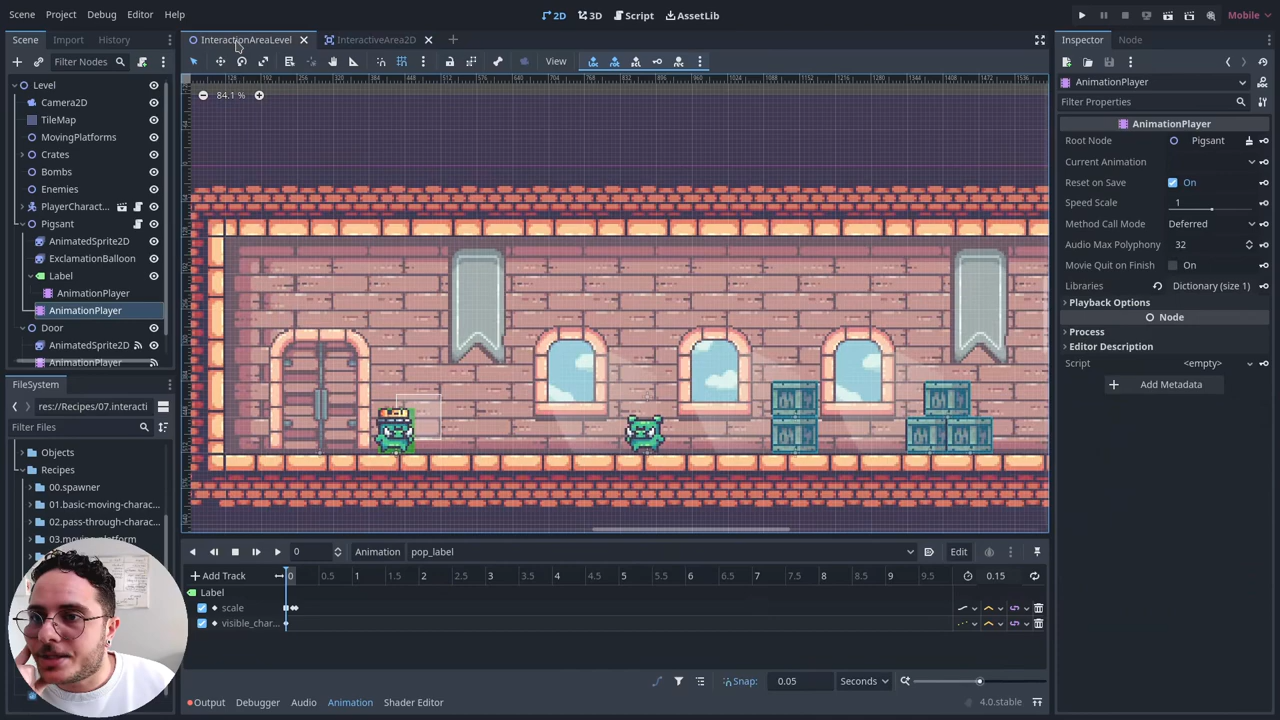 Scene Project Debug Editor Help
2D 3D Script AssetLib
Mobile
Scene Import History
InteractionAreaLevel InteractiveArea2D
Inspector Node
Filter Nodes
View
Level
Camera2D
TileMap
MovingPlatforms
Crates
Bombs
Enemies
PlayerCharact...
Pigsant
AnimatedSprite2D
ExclamationBalloon
Label
AnimationPlayer
AnimationPlayer
Door
AnimatedSprite2D
AnimationPlayer
84.1 %
AnimationPlayer
Filter Properties
AnimationPlayer
Root Node Pigsant
Current Animation
Reset on Save On
Speed Scale 1
Method Call Mode Deferred
Audio Max Polyphony 32
Movie Quit on Finish On
Libraries Dictionary (size 1)
Playback Options
Node
Process
Editor Description
Script <empty>
Add Metadata
FileSystem
res://Recipes/07.interacti
Filter Files
Objects
Recipes
00.spawner
01.basic-moving-charac...
02.pass-through-charac...
03.moving-platform
0 Animation pop_label Edit
Add Track 0 0.5 1 1.5 2 2.5 3 3.5 4 4.5 5 5.5 6 6.5 7 7.5 8 8.5 9 9.5 0.15
Label
scale
visible_char...
Snap: 0.05 Seconds
Output Debugger Audio Animation Shader Editor 4.0.stable